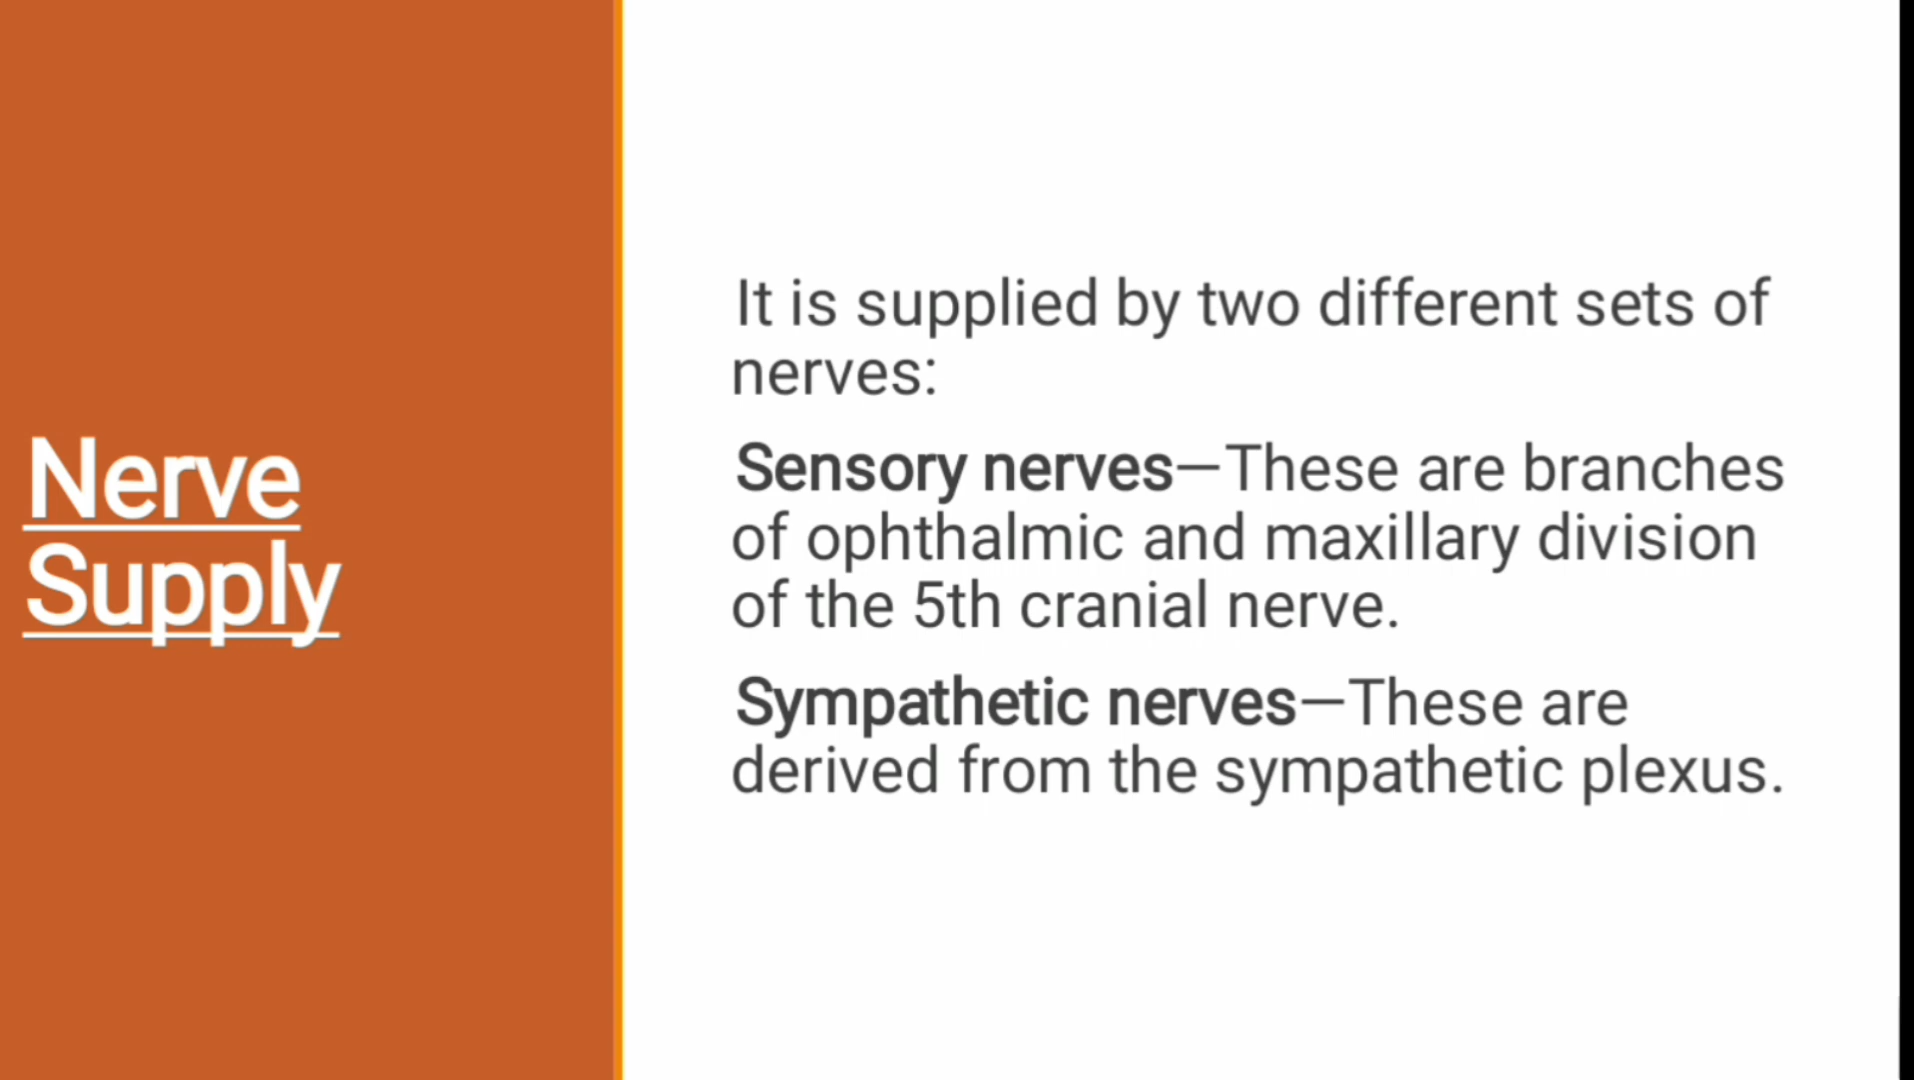 Nerve
Supply
It is supplied by two different sets of
nerves:
Sensory nerves—These are branches
of ophthalmic and maxillary division
of the 5th cranial nerve.
Sympathetic nerves—These are
derived from the sympathetic plexus.